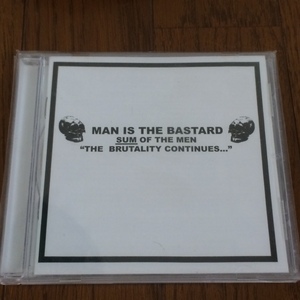 MAN IS THE BASTARD
SUM OF THE MEN
"THE BRUTALITY CONTINUES..."